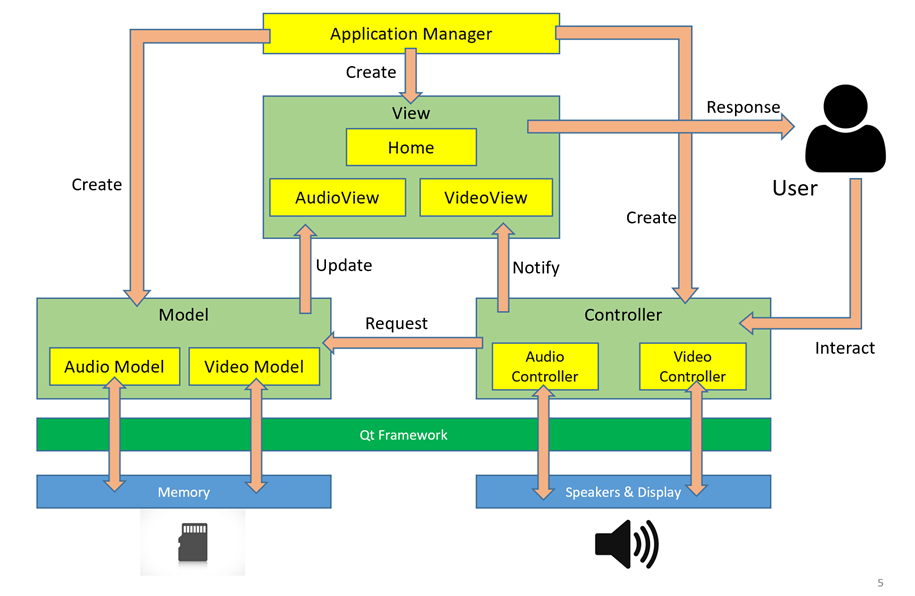 Application Manager
Create
View
Response
Home
Create
AudioView
VideoView
User
Create
Update
Notify
Model
Request
Controller
Interact
Audio Model
Video Model
Audio
Controller
Video
Controller
Qt Framework
Memory
Speakers & Display
5